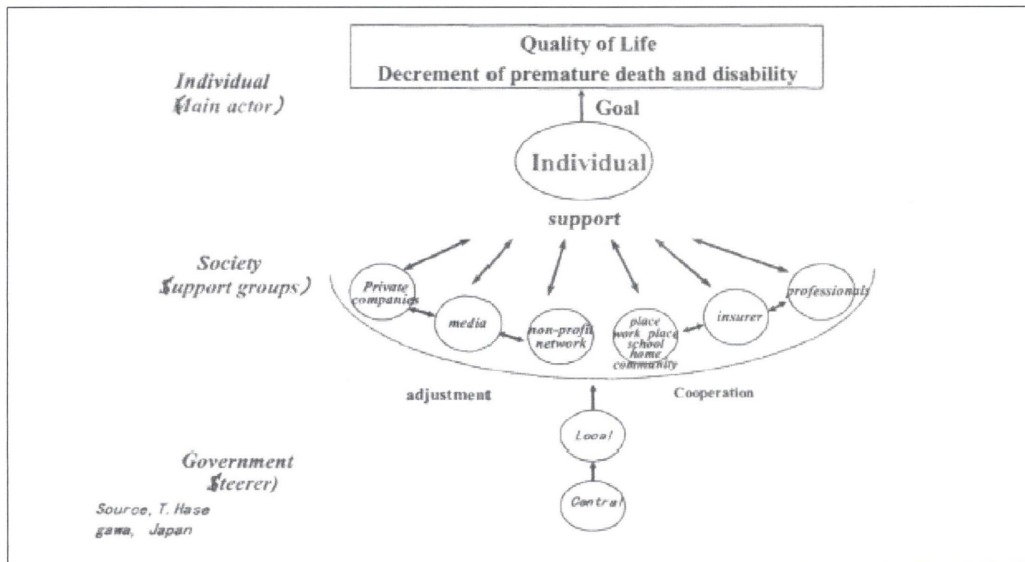 Quality of Life
Decrement of premature death and disability
Individual
(Main actor)
Goal
Individual
support
Society
(Support groups)
Private
companies
media
non-profit
network
place
work place
school
home
community
insurer
professionals
adjustment
Cooperation
Local
Government
(Steerer)
Central
Source, T. Hase
gawa, Japan